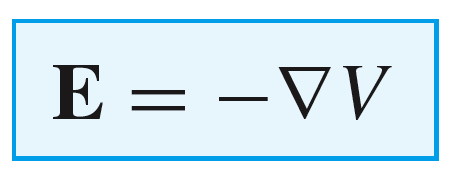 E = −∇V